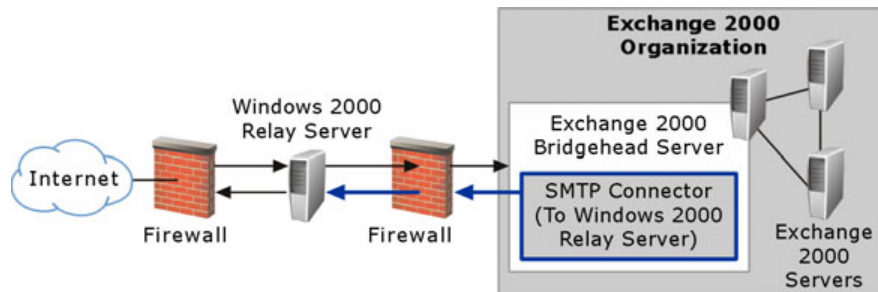 Exchange 2000
Organization
Windows 2000
Relay Server
Exchange 2000
Bridgehead Server
Internet
SMTP Connector
(To Windows 2000
Relay Server)
Firewall
Firewall
Exchange
2000
Servers